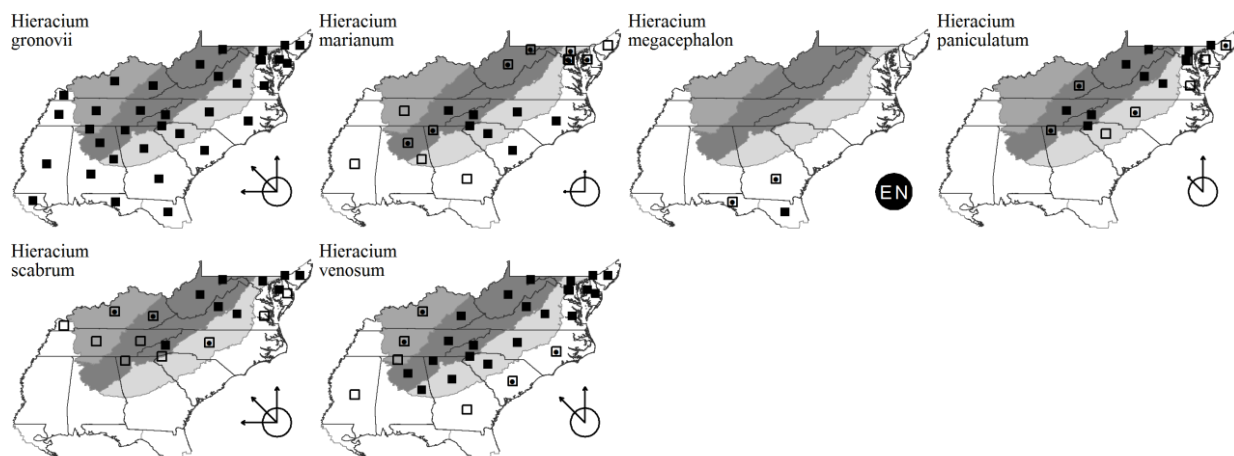 Hieracium
gronovii
Hieracium
marianum
Hieracium
megacephalon
Hieracium
paniculatum
EN
Hieracium
scabrum
Hieracium
venosum